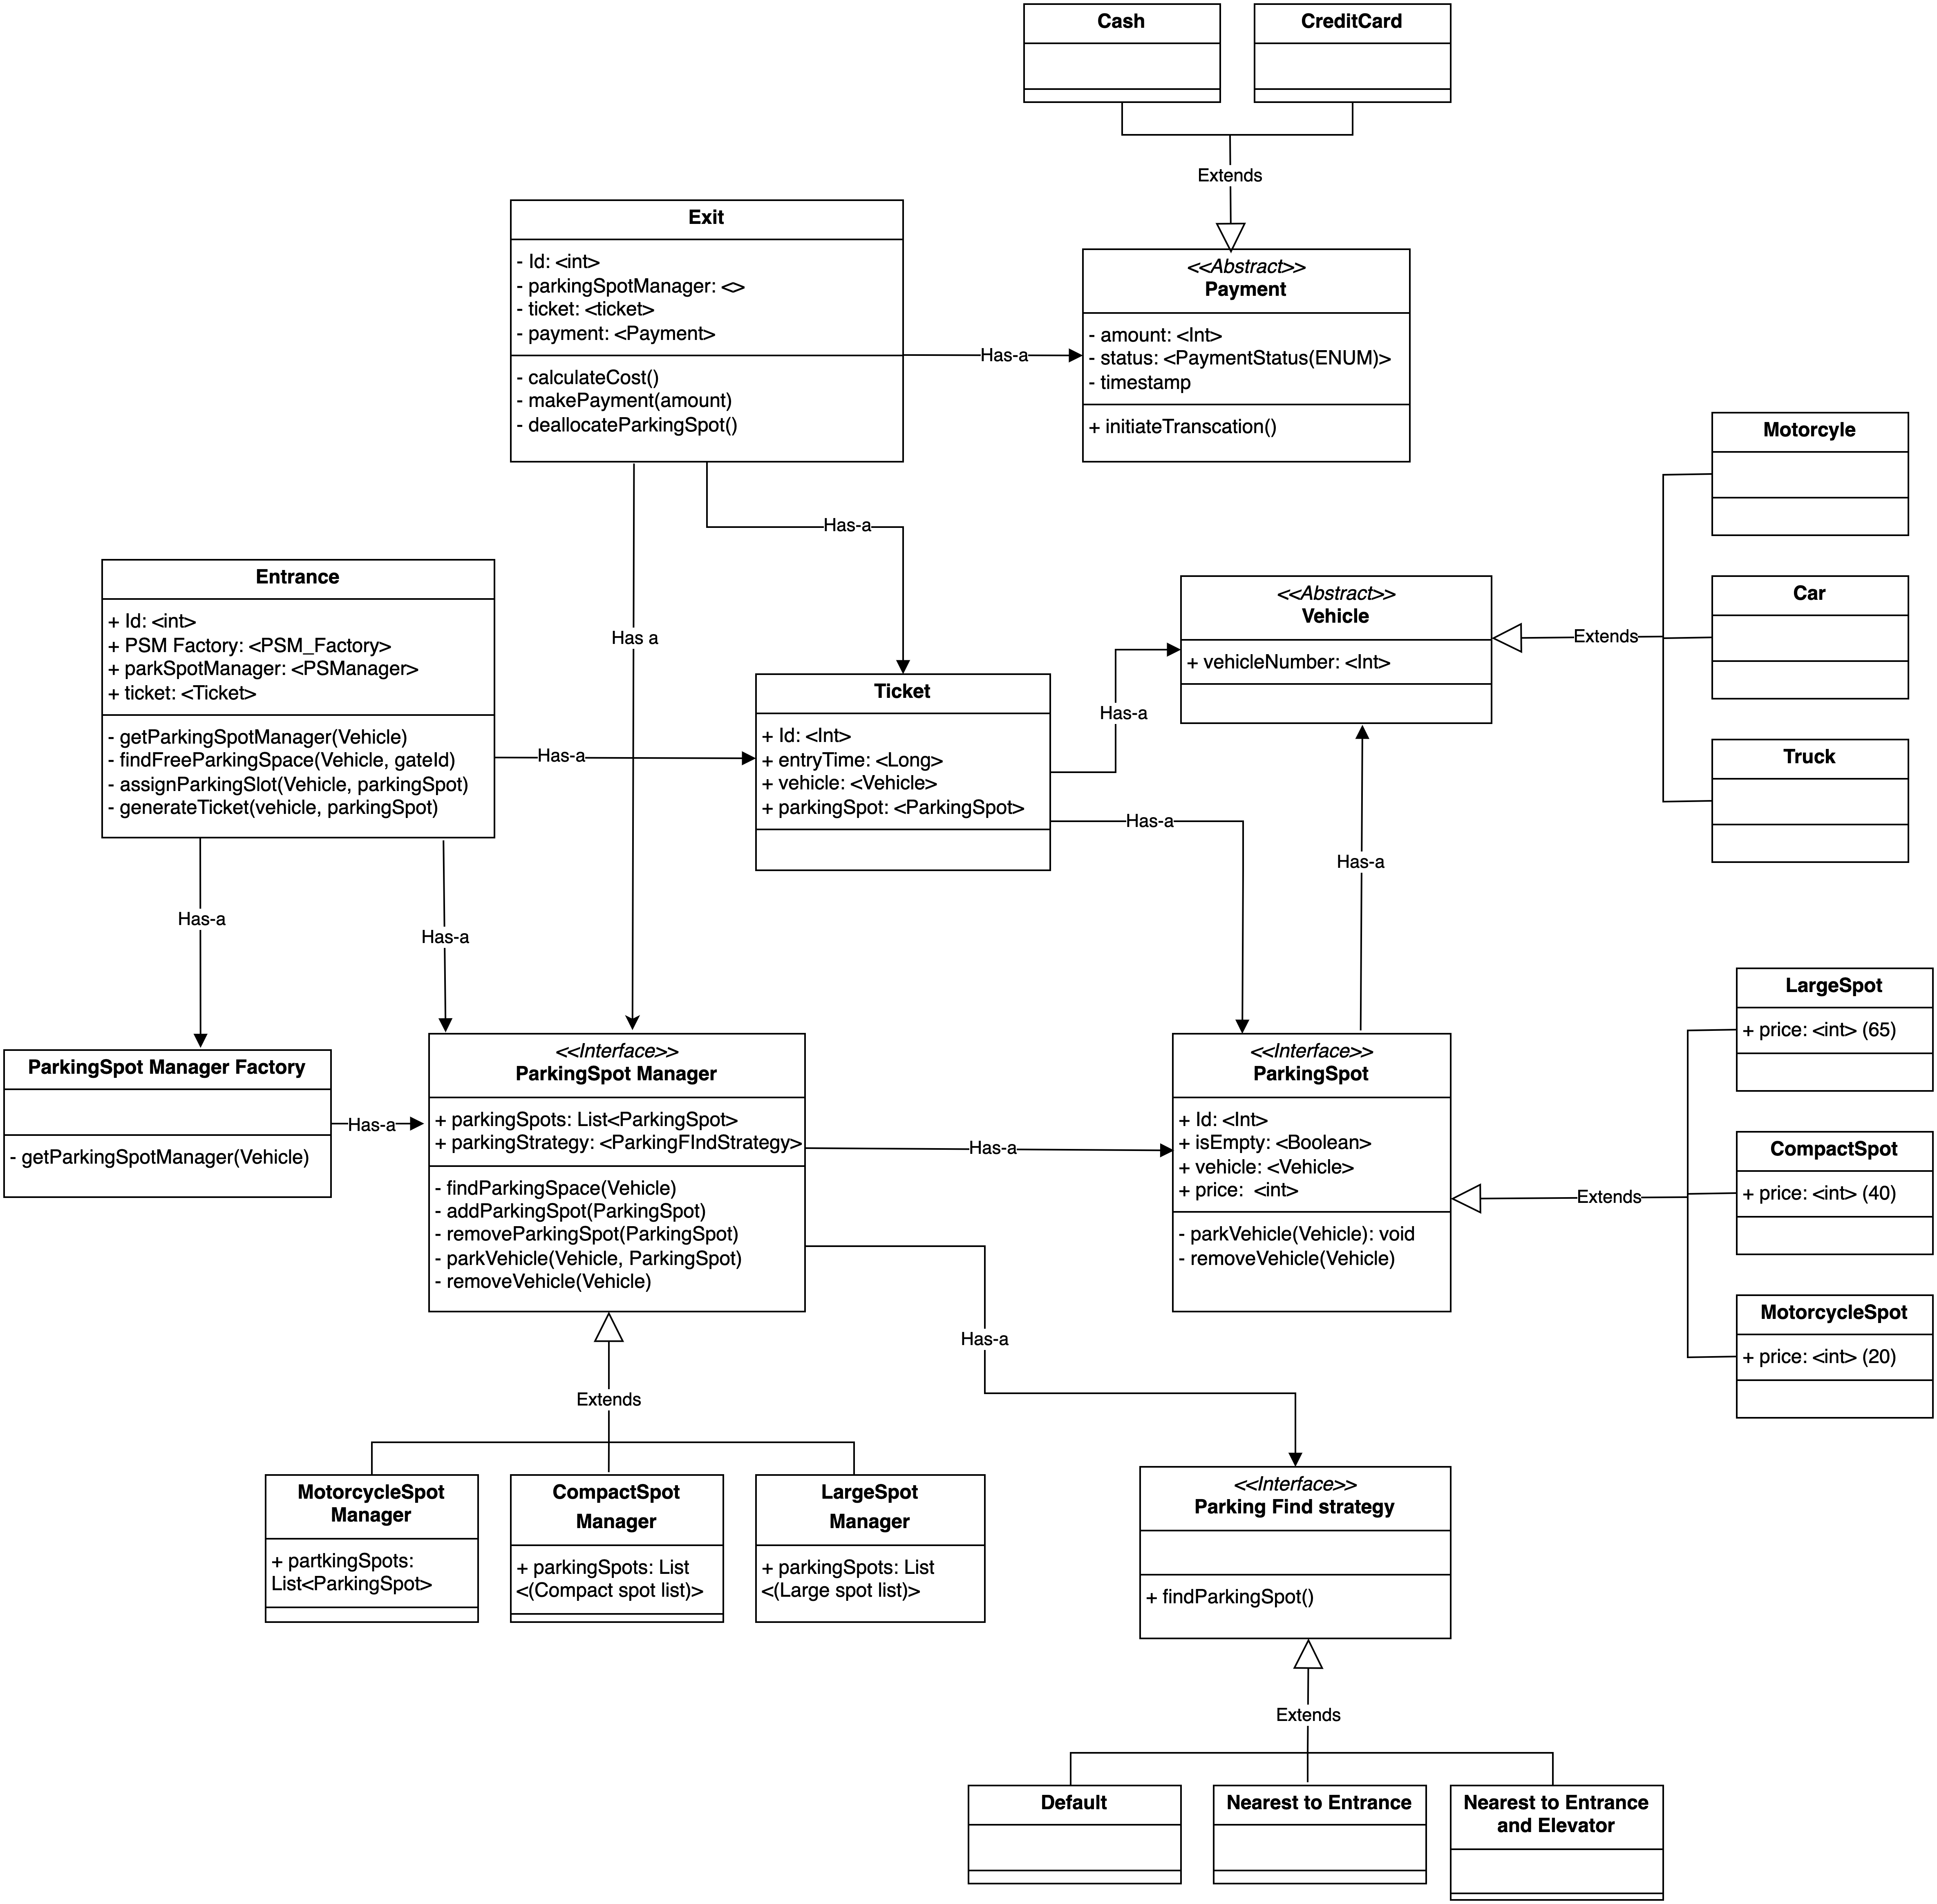 Cash
CreditCard
Extends
Exit
- Id: <int>
- parkingSpotManager: <>
- ticket: <ticket>
- payment: <Payment>
- calculateCost()
- makePayment(amount)
- deallocateParkingSpot()
Has-a
<<Abstract>>
Payment
- amount: <Int>
- status: <PaymentStatus(ENUM)>
- timestamp
+ initiateTranscation()
Motorcyle
Car
Truck
Extends
<<Abstract>>
Vehicle
+ vehicleNumber: <Int>
Has-a
Has a
Entrance
+ Id: <int>
+ PSM Factory: <PSM_Factory>
+ parkSpotManager: <PSManager>
+ ticket: <Ticket>
- getParkingSpotManager(Vehicle)
- findFreeParkingSpace(Vehicle, gateId)
- assignParkingSlot(Vehicle, parkingSpot)
- generateTicket(vehicle, parkingSpot)
Has-a
Ticket
+ Id: <Int>
+ entryTime: <Long>
+ vehicle: <Vehicle>
+ parkingSpot: <ParkingSpot>
Has-a
Has-a
Has-a
Has-a
Has-a
ParkingSpot Manager Factory
- getParkingSpotManager(Vehicle)
Has-a
<<Interface>>
ParkingSpot Manager
+ parkingSpots: List<ParkingSpot>
+ parkingStrategy: <ParkingFIndStrategy>
- findParkingSpace(Vehicle)
- addParkingSpot(ParkingSpot)
- removeParkingSpot(ParkingSpot)
- parkVehicle(Vehicle, ParkingSpot)
- removeVehicle(Vehicle)
Has-a
<<Interface>>
ParkingSpot
+ Id: <Int>
+ isEmpty: <Boolean>
+ vehicle: <Vehicle>
+ price:  <int>
- parkVehicle(Vehicle): void
- removeVehicle(Vehicle)
Extends
LargeSpot
+ price: <int> (65)
CompactSpot
+ price: <int> (40)
MotorcycleSpot
+ price: <int> (20)
Has-a
Extends
MotorcycleSpot
Manager
+ partkingSpots:
List<ParkingSpot>
CompactSpot
Manager
+ parkingSpots: List
<(Compact spot list)>
LargeSpot
Manager
+ parkingSpots: List
<(Large spot list)>
<<Interface>>
Parking Find strategy
+ findParkingSpot()
Extends
Default
Nearest to Entrance
Nearest to Entrance
and Elevator